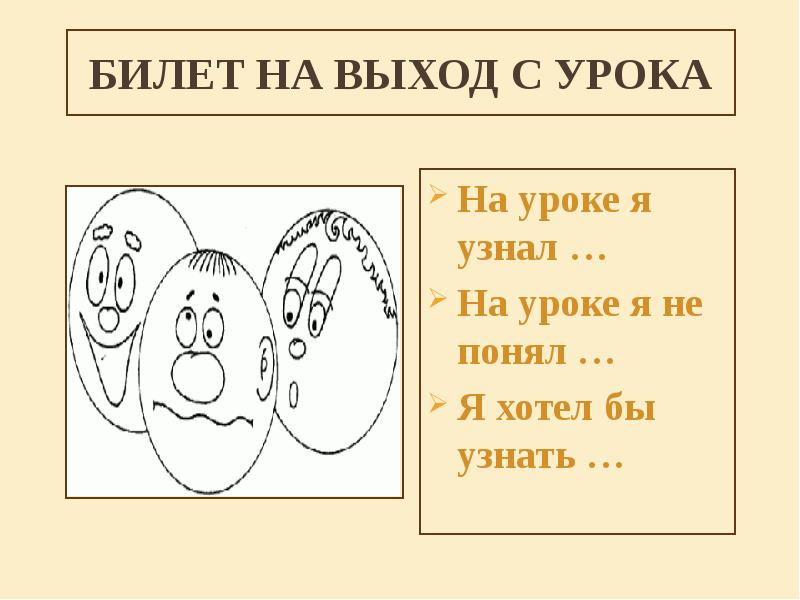 БИЛЕТ НА ВЫХОД С УРОКА
На уроке я
узнал …
На уроке я не
понял …
Я хотел бы
узнать …